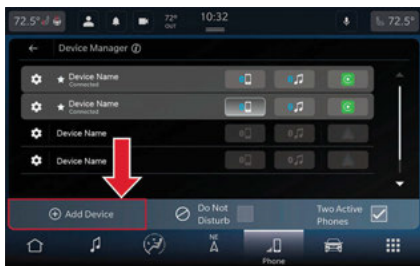 72.5°
72°
OUT
10:32
72.5°
Device Manager
Device Name
Connected
Device Name
Connected
Device Name
Device Name
Add Device
Do Not
Disturb
Two Active
Phones
NE
Phone